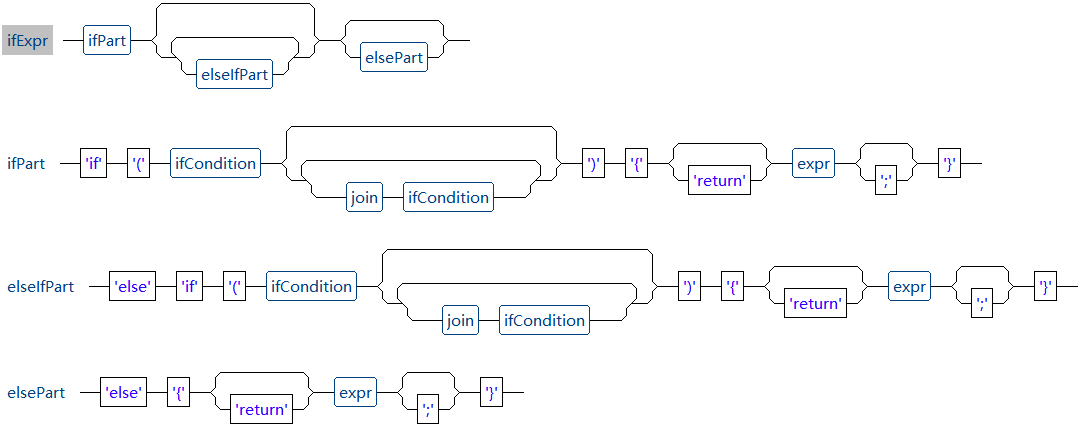 ifExpr ifPart elseIfPart elsePart
ifPart 'if' '(' ifCondition join ifCondition ')' '{' 'return' expr ';' '}'
elseIfPart 'else' 'if' '(' ifCondition join ifCondition ')' '{' 'return' expr ';' '}'
elsePart 'else' '{' 'return' expr ';' '}'